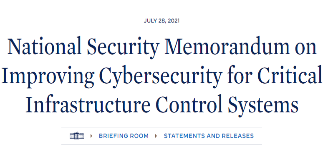 JULY 28, 2021
National Security Memorandum on
Improving Cybersecurity for Critical
Infrastructure Control Systems
BRIEFING ROOM STATEMENTS AND RELEASES